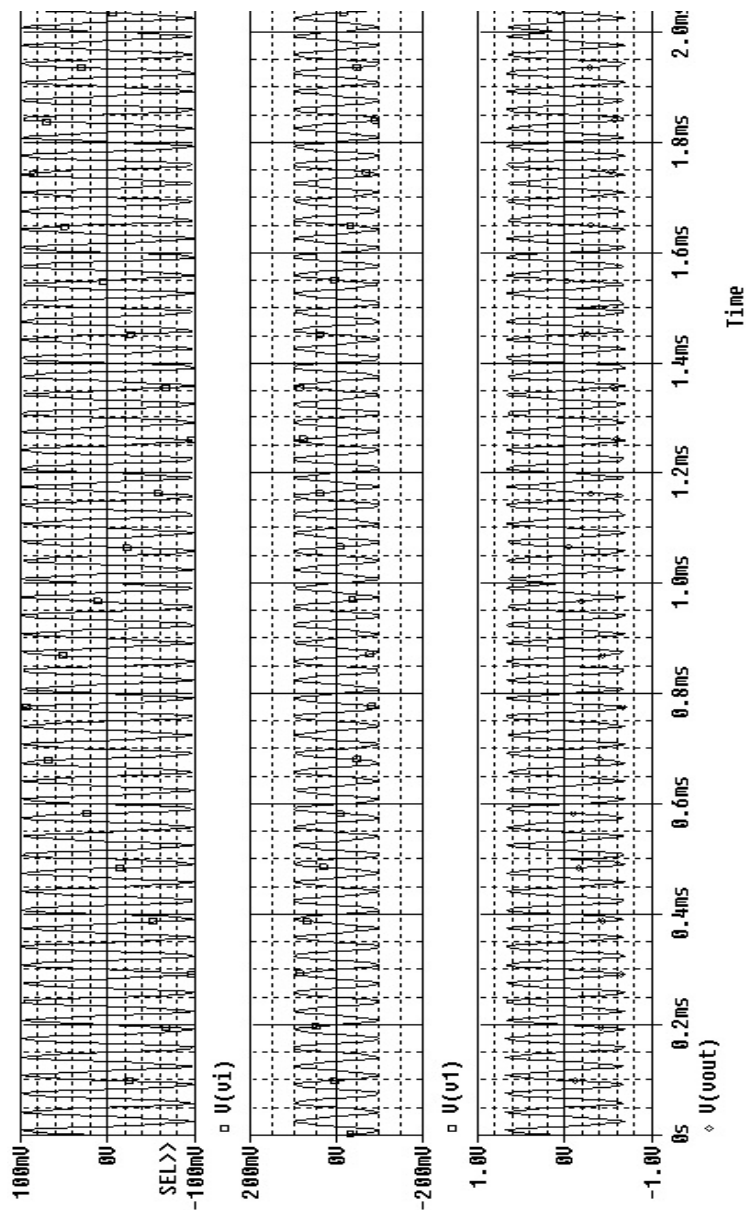 100mV
0V
SEL>>
-100mV
□ V(vi)
200mV
0V
-200mV
□ V(v1)
1.0V
0V
-1.0V
0s
0.2ms
0.4ms
0.6ms
0.8ms
1.0ms
1.2ms
1.4ms
1.6ms
1.8ms
2.0ms
◇ V(vout)
Time